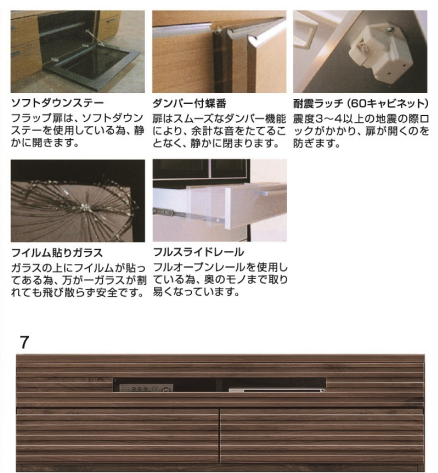 ソフトダウンステー
フラップ扉は、ソフトダウン
ステーを使用している為、静
かに開きます。
ダンパー付蝶番
扉はスムーズなダンパー機能
により、余計な音をたてるこ
となく、静かに閉まります。
耐震ラッチ（60キャビネット）
震度3～4以上の地震の際ロ
ックがかかり、扉が開くのを
防ぎます。
フイルム貼りガラス
ガラスの上にフイルムが貼っ
てある為、万が一ガラスが割
れても飛び散らず安全です。
フルスライドレール
フルオープンレールを使用し
ている為、奥のモノまで取り
易くなっています。
7